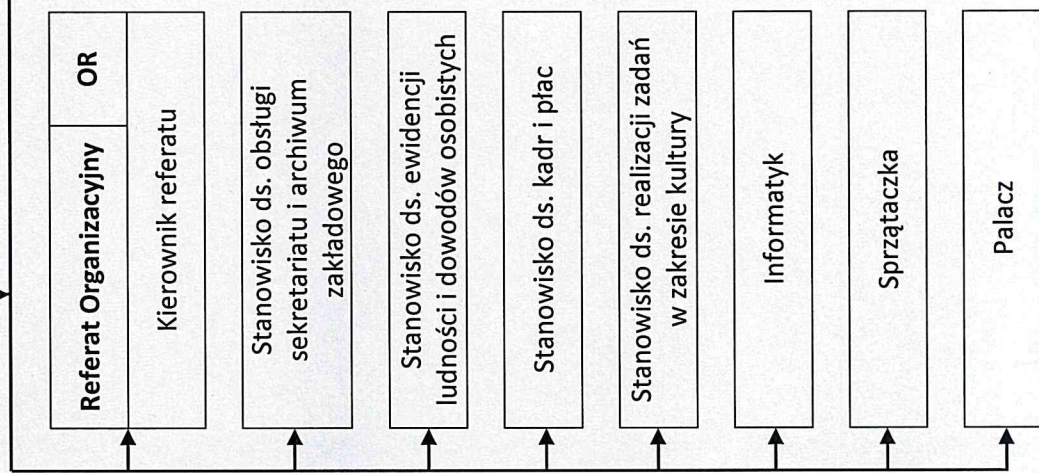 Referat Organizacyjny OR
Kierownik referatu
Stanowisko ds. obsługi
sekretariatu i archiwum
zakładowego
Stanowisko ds. ewidencji
ludności i dowodów osobistych
Stanowisko ds. kadr i płac
Stanowisko ds. realizacji zadań
w zakresie kultury
Informatyk
Sprzątaczka
Palacz